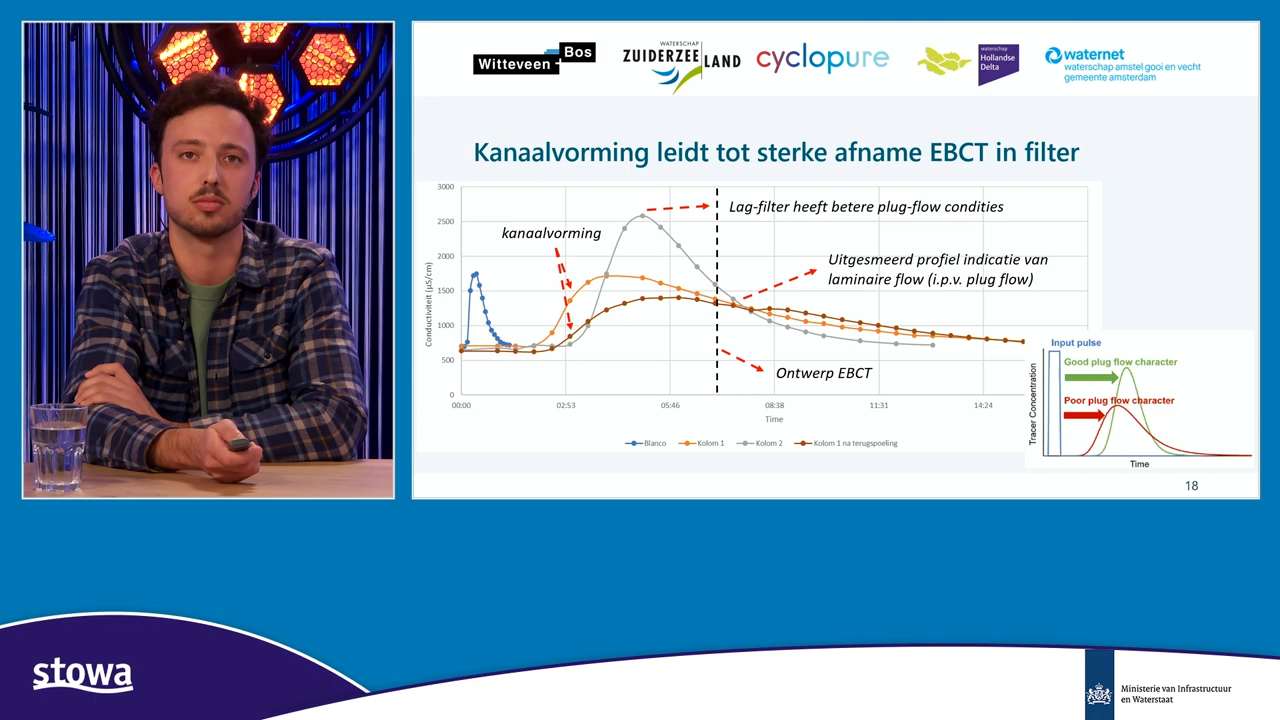 Witteveen + Bos
WATERSCHAP
ZUIDERZEELAND
cyclopure
waterschap
Hollandse
Delta
waternet
waterschap amstel gooi en vecht
gemeente amsterdam
Kanaalvorming leidt tot sterke afname EBCT in filter
3000
2500
2000
1500
1000
500
0
Conductiviteit (µS/cm)
00:00
02:53
05:46
08:38
11:31
14:24
Time
kanaalvorming
Lag-filter heeft betere plug-flow condities
Uitgesmeerd profiel indicatie van
laminaire flow (i.p.v. plug flow)
Ontwerp EBCT
Blanco
Kolom 1
Kolom 2
Kolom 1 na terugspoeling
Input pulse
Good plug flow character
Poor plug flow character
Tracer Concentration
Time
18
stowa
Ministerie van Infrastructuur
en Waterstaat